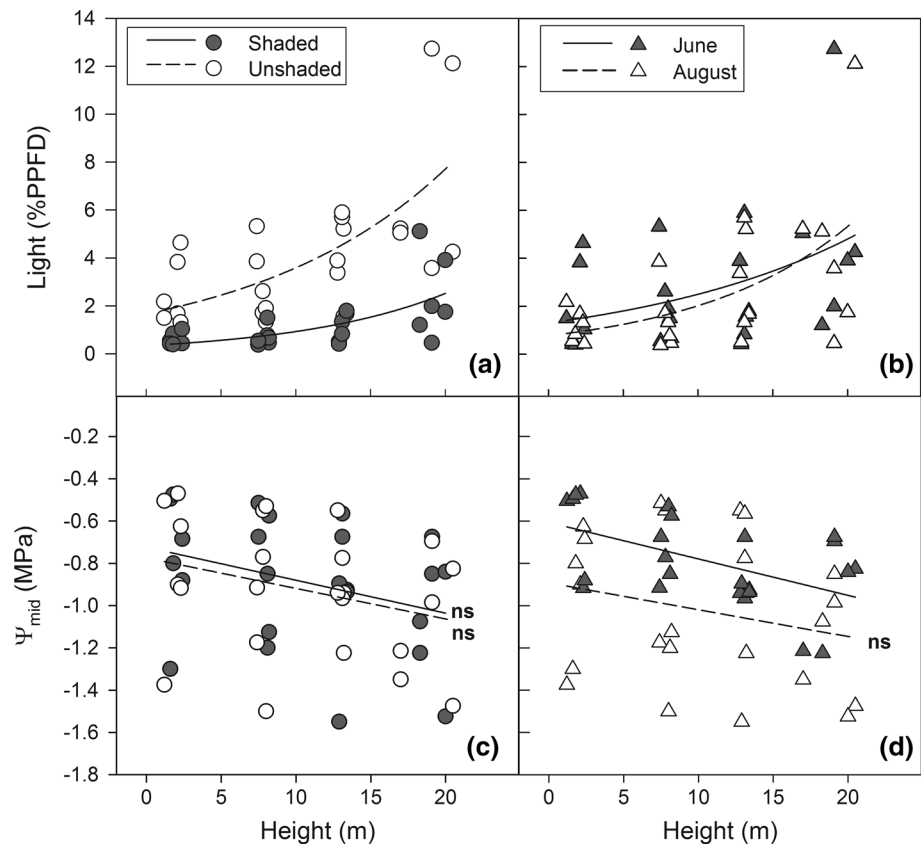 14
12
10
8
6
4
2
0
Light (%PPFD)
Shaded
Unshaded
(a)
June
August
(b)
-0.2
-0.4
-0.6
-0.8
-1.0
-1.2
-1.4
-1.6
-1.8
Ψmid (MPa)
ns
ns
(c)
ns
(d)
0 5 10 15 20
0 5 10 15 20
Height (m)
Height (m)